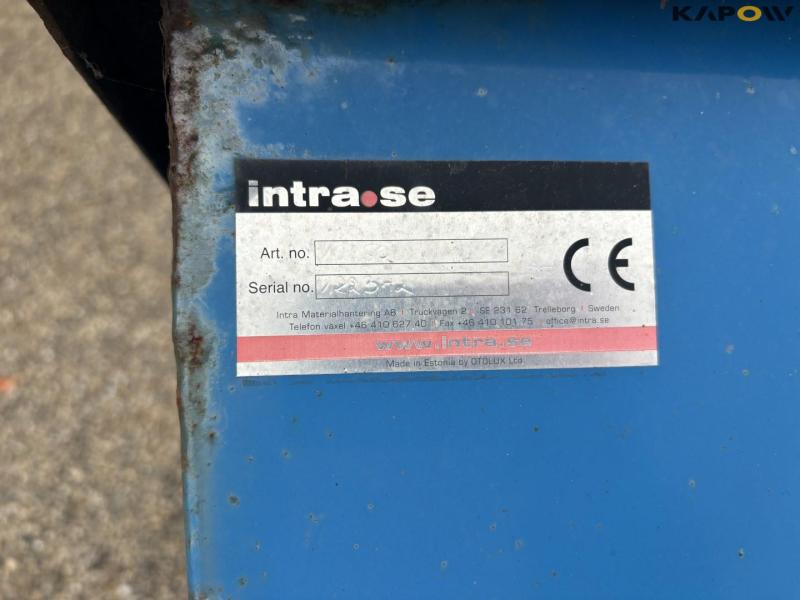 KAPOW
intra.se
Art. no.
Serial no.
CE
Intra Materialhantering AB | Truckvägen 2 | SE 231 62 Trelleborg | Sweden
Telefon växel +46 410 627 40 | Fax +46 410 101 75 | office@intra.se
www.intra.se
Made in Estonia by OTOLUX Ltd.